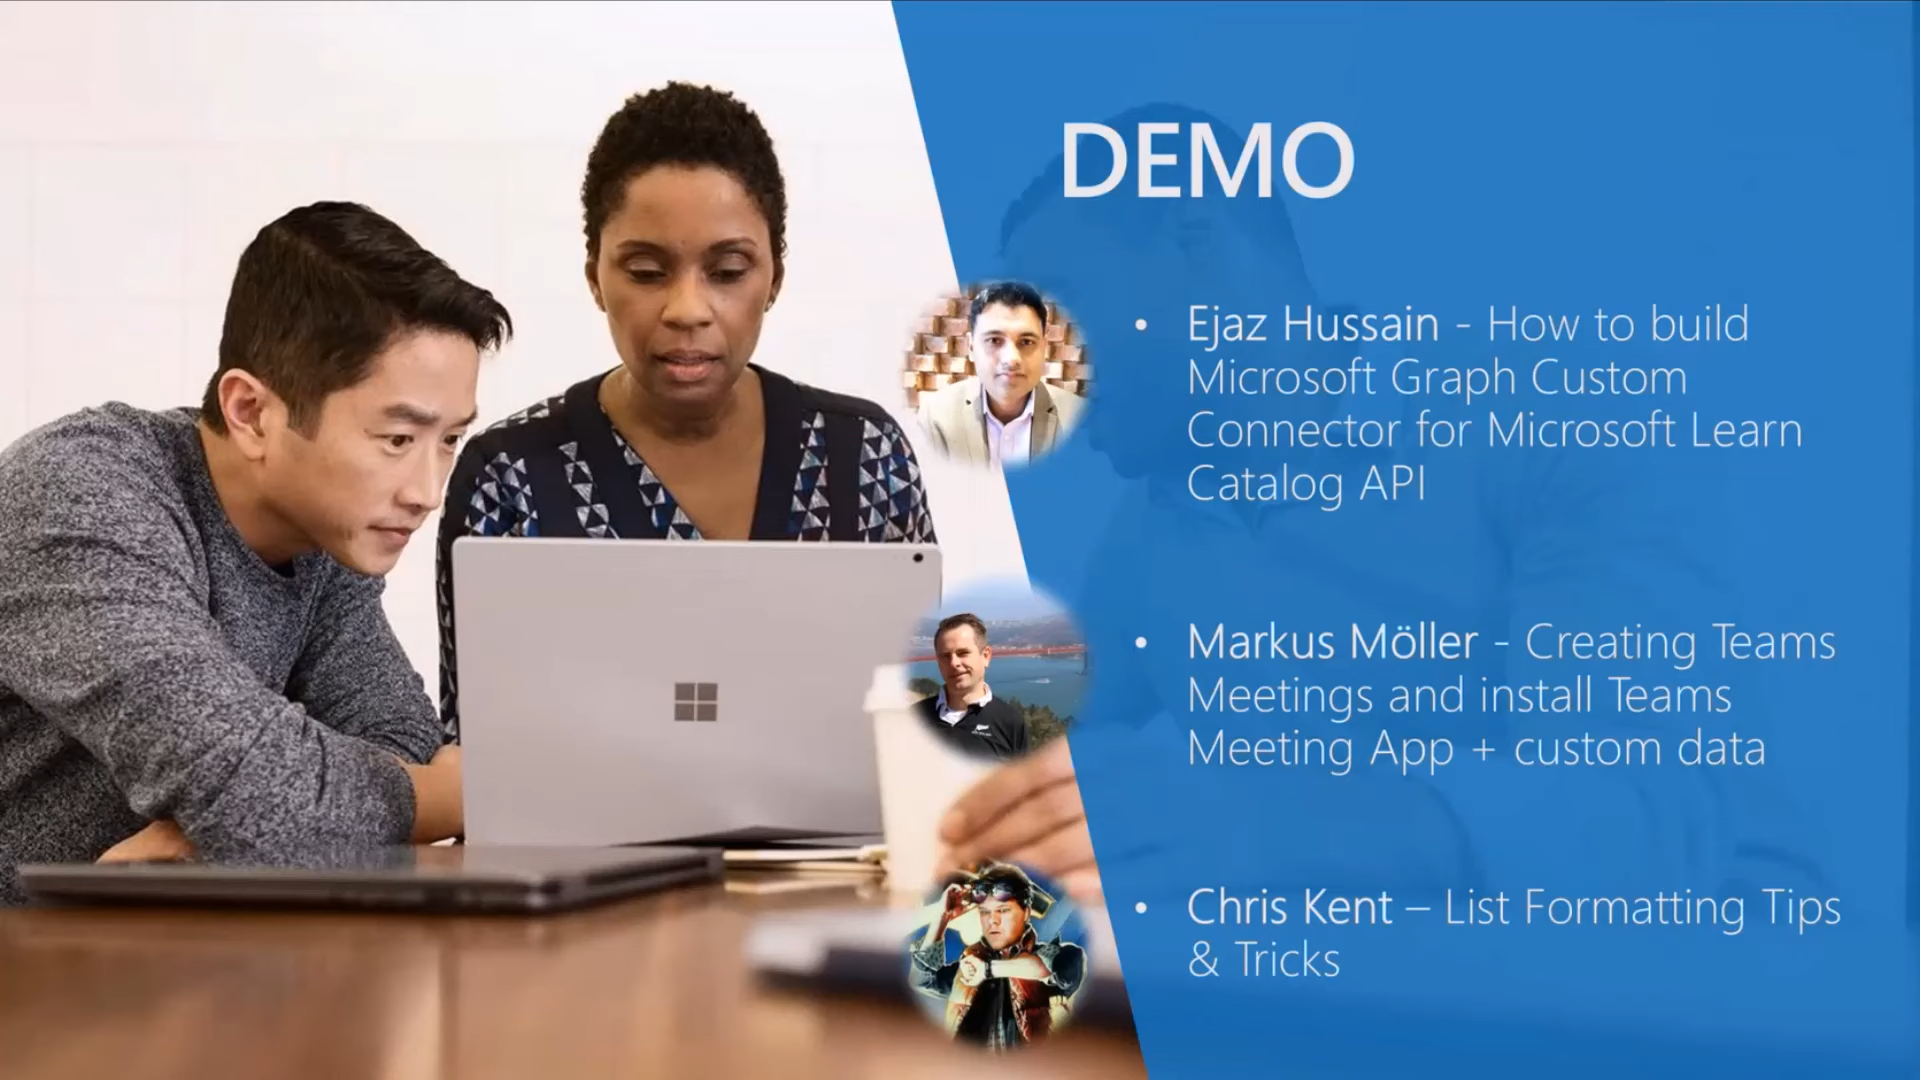 DEMO
• Ejaz Hussain - How to build
Microsoft Graph Custom
Connector for Microsoft Learn
Catalog API
• Markus Möller - Creating Teams
Meetings and install Teams
Meeting App + custom data
• Chris Kent – List Formatting Tips
& Tricks